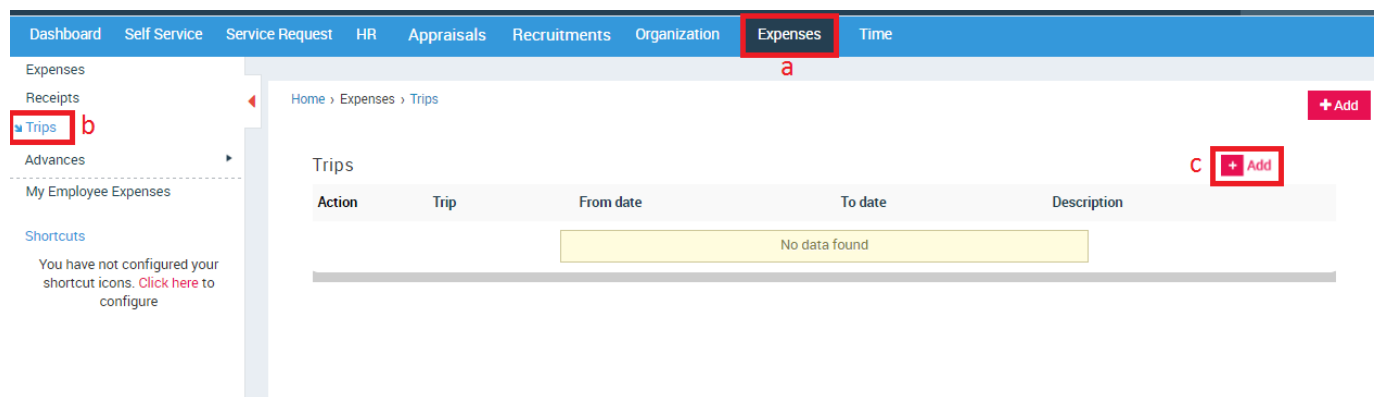 Dashboard Self Service Service Request HR Appraisals Recruitments Organization Expenses Time
a
Expenses
Receipts
Trips b
Advances
My Employee Expenses
Shortcuts
You have not configured your
shortcut icons. Click here to
configure
Home › Expenses › Trips
+ Add
Trips
c + Add
Action Trip From date To date Description
No data found